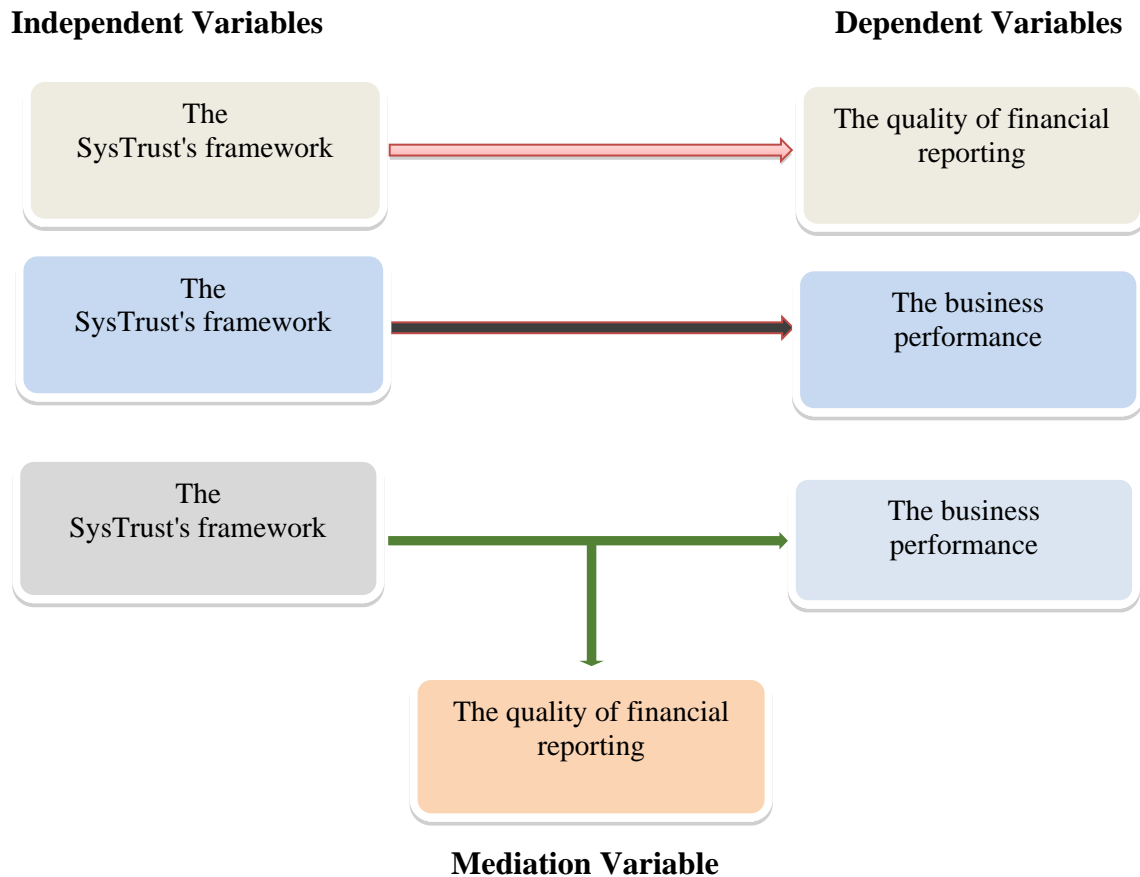 Independent Variables
Dependent Variables
The
SysTrust's framework
The quality of financial
reporting
The
SysTrust's framework
The business
performance
The
SysTrust's framework
The business
performance
The quality of financial
reporting
Mediation Variable